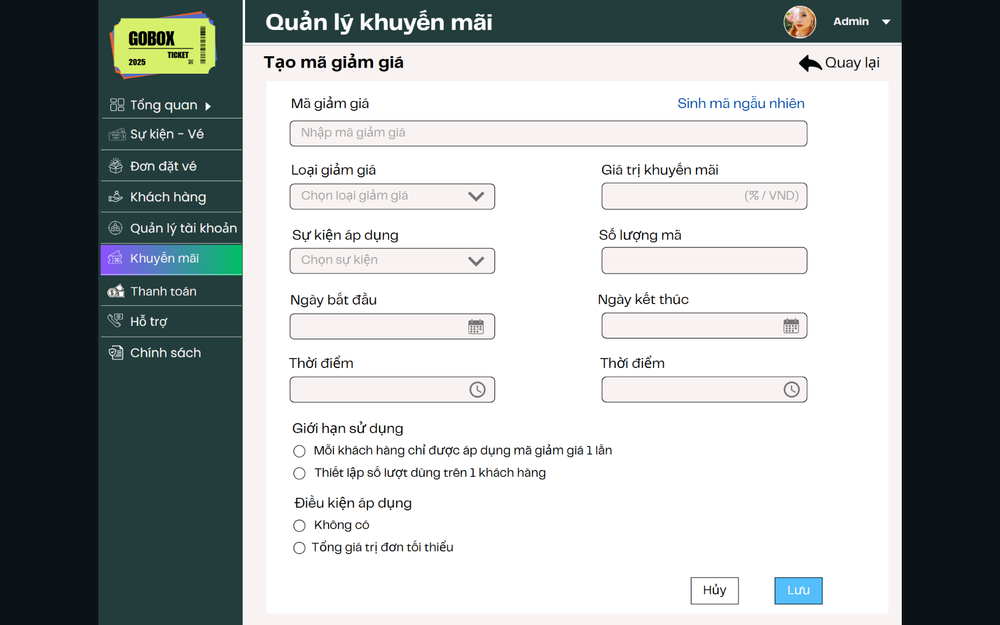 GOBOX
TICKET
2025
Tổng quan
Sự kiện - Vé
Đơn đặt vé
Khách hàng
Quản lý tài khoản
Khuyến mãi
Thanh toán
Hỗ trợ
Chính sách
Quản lý khuyến mãi
Admin
Tạo mã giảm giá
Quay lại
Mã giảm giá
Sinh mã ngẫu nhiên
Nhập mã giảm giá
Loại giảm giá
Giá trị khuyến mãi
Chọn loại giảm giá
(% / VND)
Sự kiện áp dụng
Số lượng mã
Chọn sự kiện
Ngày bắt đầu
Ngày kết thúc
Thời điểm
Thời điểm
Giới hạn sử dụng
Mỗi khách hàng chỉ được áp dụng mã giảm giá 1 lần
Thiết lập số lượt dùng trên 1 khách hàng
Điều kiện áp dụng
Không có
Tổng giá trị đơn tối thiểu
Hủy
Lưu